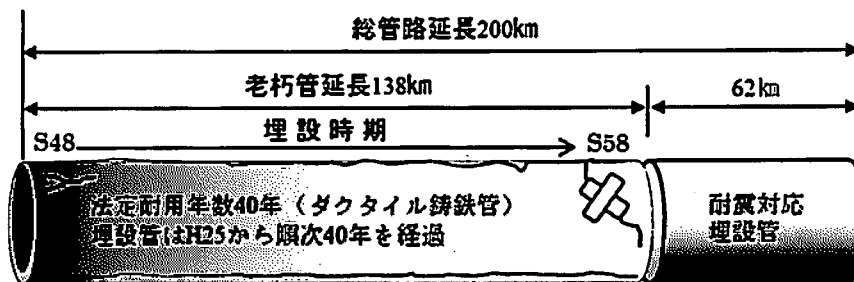 総管路延長200km
老朽管延長138km
62km
S48
埋設時期
S58
法定耐用年数40年（ダクタイル鋳鉄管）
埋設管はH25から順次40年を経過
耐震対応
埋設管